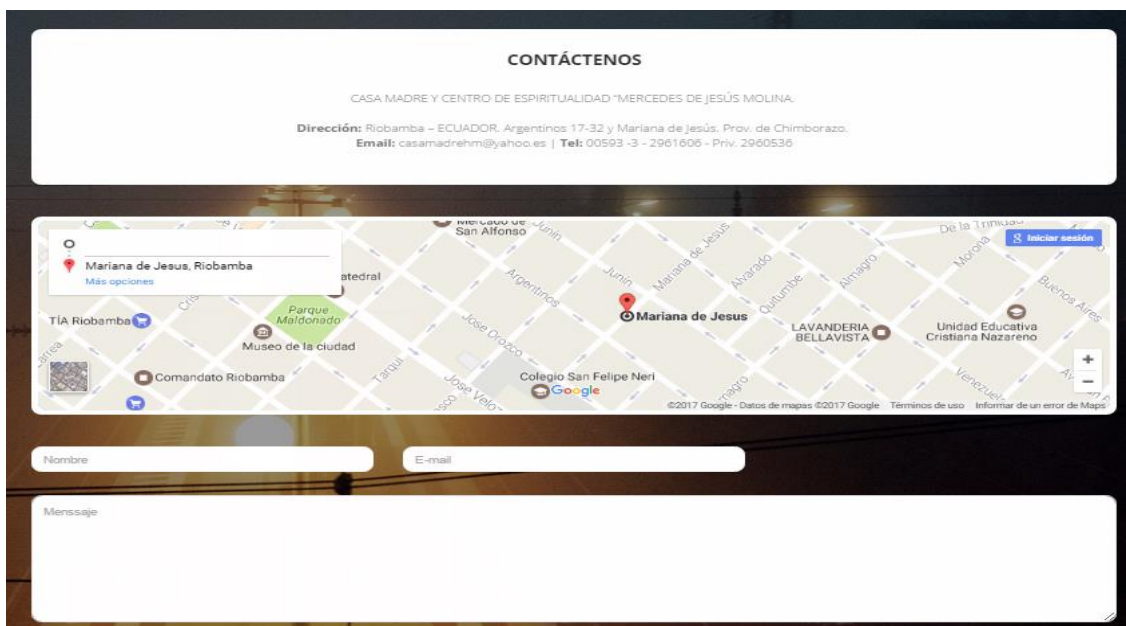 CONTÁCTENOS
CASA MADRE Y CENTRO DE ESPIRITUALIDAD "MERCEDES DE JESÚS MOLINA.
Dirección: Riobamba – ECUADOR, Argentinos 17-32 y Mariana de Jesús. Prov. de Chimborazo.
Email: casamadrehm@yahoo.es | Tel: 00593 -3 - 2961606 - Priv. 2960536
Mercado de
San Alfonso
Junín
De la Trinidad
Iniciar sesión
Mariana de Jesus, Riobamba
Más opciones
atedral
Argentinos
Junín
Mariana de Jesus
Alvarado
Quitumbe
Almagro
Morona
Buenos Aires
TÍA Riobamba
Parque
Maldonado
Museo de la ciudad
Jose Orozco
Mariana de Jesus
LAVANDERIA
BELLAVISTA
Unidad Educativa
Cristiana Nazareno
Comandato Riobamba
Tarqui
Jose Velo
Colegio San Felipe Neri
Google
+
−
©2017 Google - Datos de mapas ©2017 Google Términos de uso Informar de un error de Maps
Nombre
E-mail
Menssaje